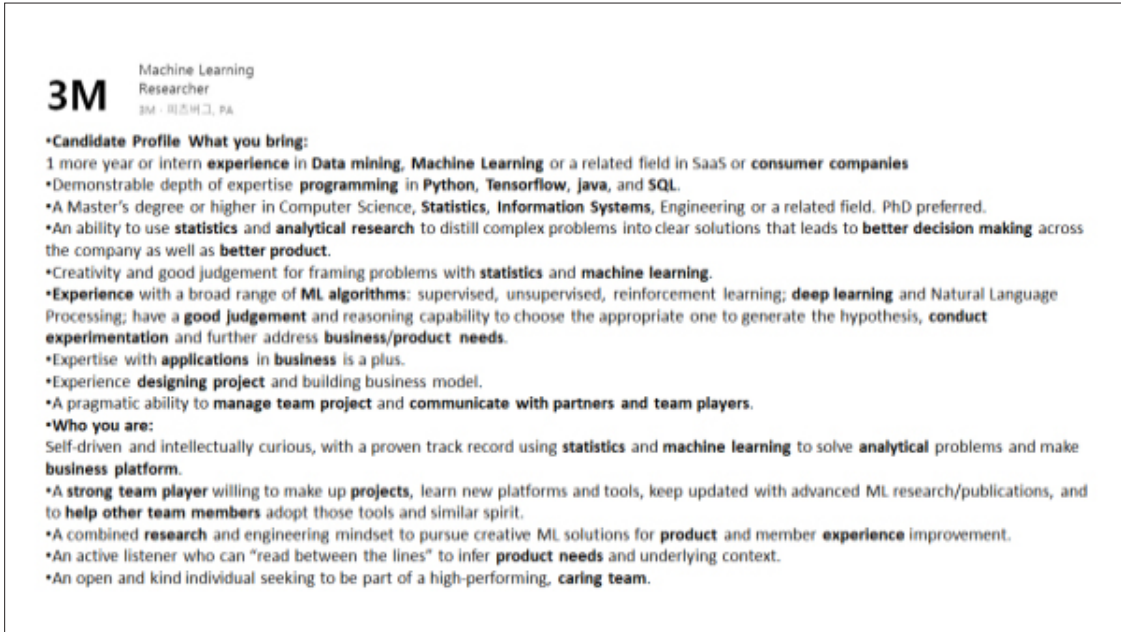 3M
Machine Learning
Researcher
3M · 피츠버그, PA
•Candidate Profile What you bring:
1 more year or intern experience in Data mining, Machine Learning or a related field in SaaS or consumer companies
•Demonstrable depth of expertise programming in Python, Tensorflow, java, and SQL.
•A Master's degree or higher in Computer Science, Statistics, Information Systems, Engineering or a related field. PhD preferred.
•An ability to use statistics and analytical research to distill complex problems into clear solutions that leads to better decision making across
the company as well as better product.
•Creativity and good judgement for framing problems with statistics and machine learning.
•Experience with a broad range of ML algorithms: supervised, unsupervised, reinforcement learning; deep learning and Natural Language
Processing; have a good judgement and reasoning capability to choose the appropriate one to generate the hypothesis, conduct
experimentation and further address business/product needs.
•Expertise with applications in business is a plus.
•Experience designing project and building business model.
•A pragmatic ability to manage team project and communicate with partners and team players.
•Who you are:
Self-driven and intellectually curious, with a proven track record using statistics and machine learning to solve analytical problems and make
business platform.
•A strong team player willing to make up projects, learn new platforms and tools, keep updated with advanced ML research/publications, and
to help other team members adopt those tools and similar spirit.
•A combined research and engineering mindset to pursue creative ML solutions for product and member experience improvement.
•An active listener who can "read between the lines" to infer product needs and underlying context.
•An open and kind individual seeking to be part of a high-performing, caring team.